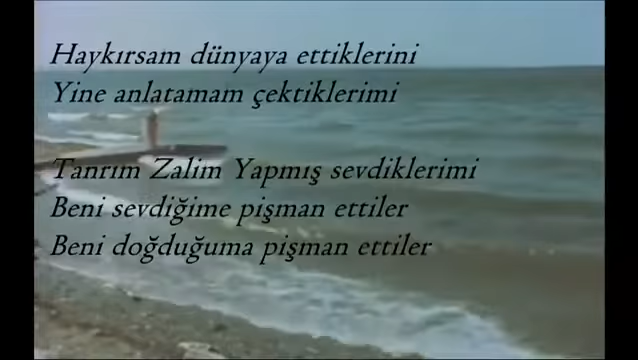 Haykırsam dünyaya ettiklerini
Yine anlatamam çektiklerimi
Tanrım Zalim Yapmış sevdiklerimi
Beni sevdiğime pişman ettiler
Beni doğduğuma pişman ettiler